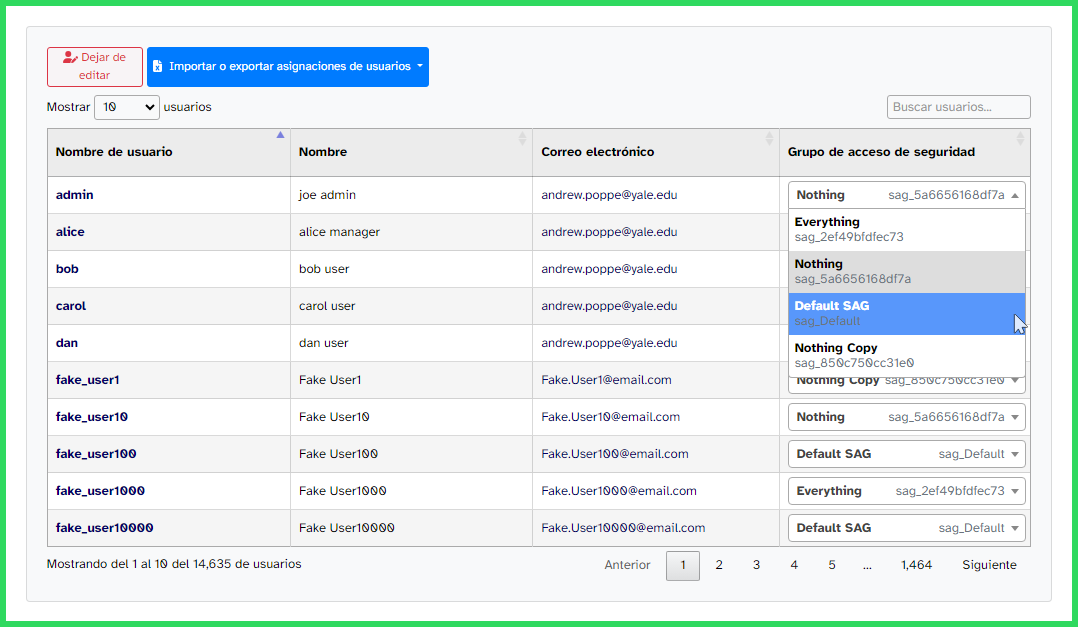 Dejar de
editar
Importar o exportar asignaciones de usuarios
Mostrar 10 usuarios
Buscar usuarios...
Nombre de usuario Nombre Correo electrónico Grupo de acceso de seguridad
admin joe admin andrew.poppe@yale.edu Nothing sag_5a6656168df7a
Everything
sag_2ef49bfdfec73
Nothing
sag_5a6656168df7a
Default SAG
sag_Default
Nothing Copy
sag_850c750cc31e0
alice alice manager andrew.poppe@yale.edu
bob bob user andrew.poppe@yale.edu
carol carol user andrew.poppe@yale.edu
dan dan user andrew.poppe@yale.edu
fake_user1 Fake User1 Fake.User1@email.com Nothing Copy sag_850c750cc31e0
fake_user10 Fake User10 Fake.User10@email.com Nothing sag_5a6656168df7a
fake_user100 Fake User100 Fake.User100@email.com Default SAG sag_Default
fake_user1000 Fake User1000 Fake.User1000@email.com Everything sag_2ef49bfdfec73
fake_user10000 Fake User10000 Fake.User10000@email.com Default SAG sag_Default
Mostrando del 1 al 10 del 14,635 de usuarios
Anterior 1 2 3 4 5 ... 1,464 Siguiente